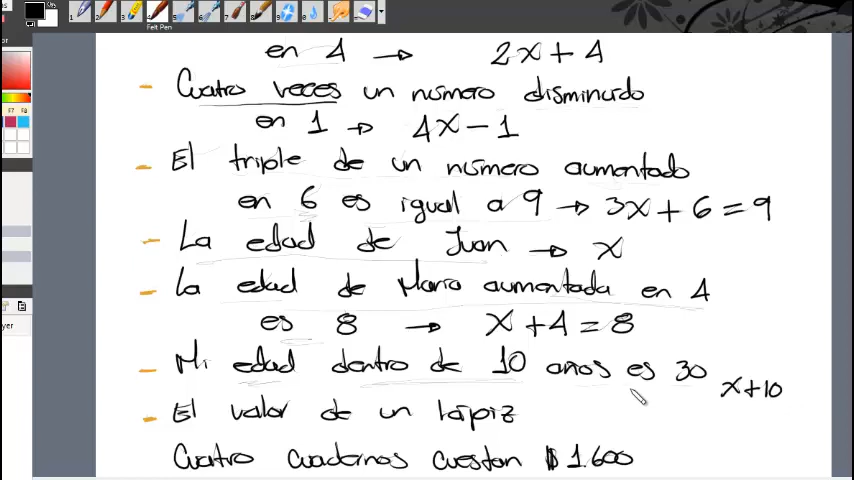 Felt Pen
en 4 → 2x + 4
- Cuatro veces un número disminuido
en 1 → 4x - 1
- El triple de un número aumentado
en 6 es igual a 9 → 3x + 6 = 9
- La edad de Juan → x
- La edad de Mario aumentada en 4
es 8 → x + 4 = 8
- Mi edad dentro de 10 años es 30 x+10
- El valor de un lápiz
Cuatro cuadernos cuestan $1.600